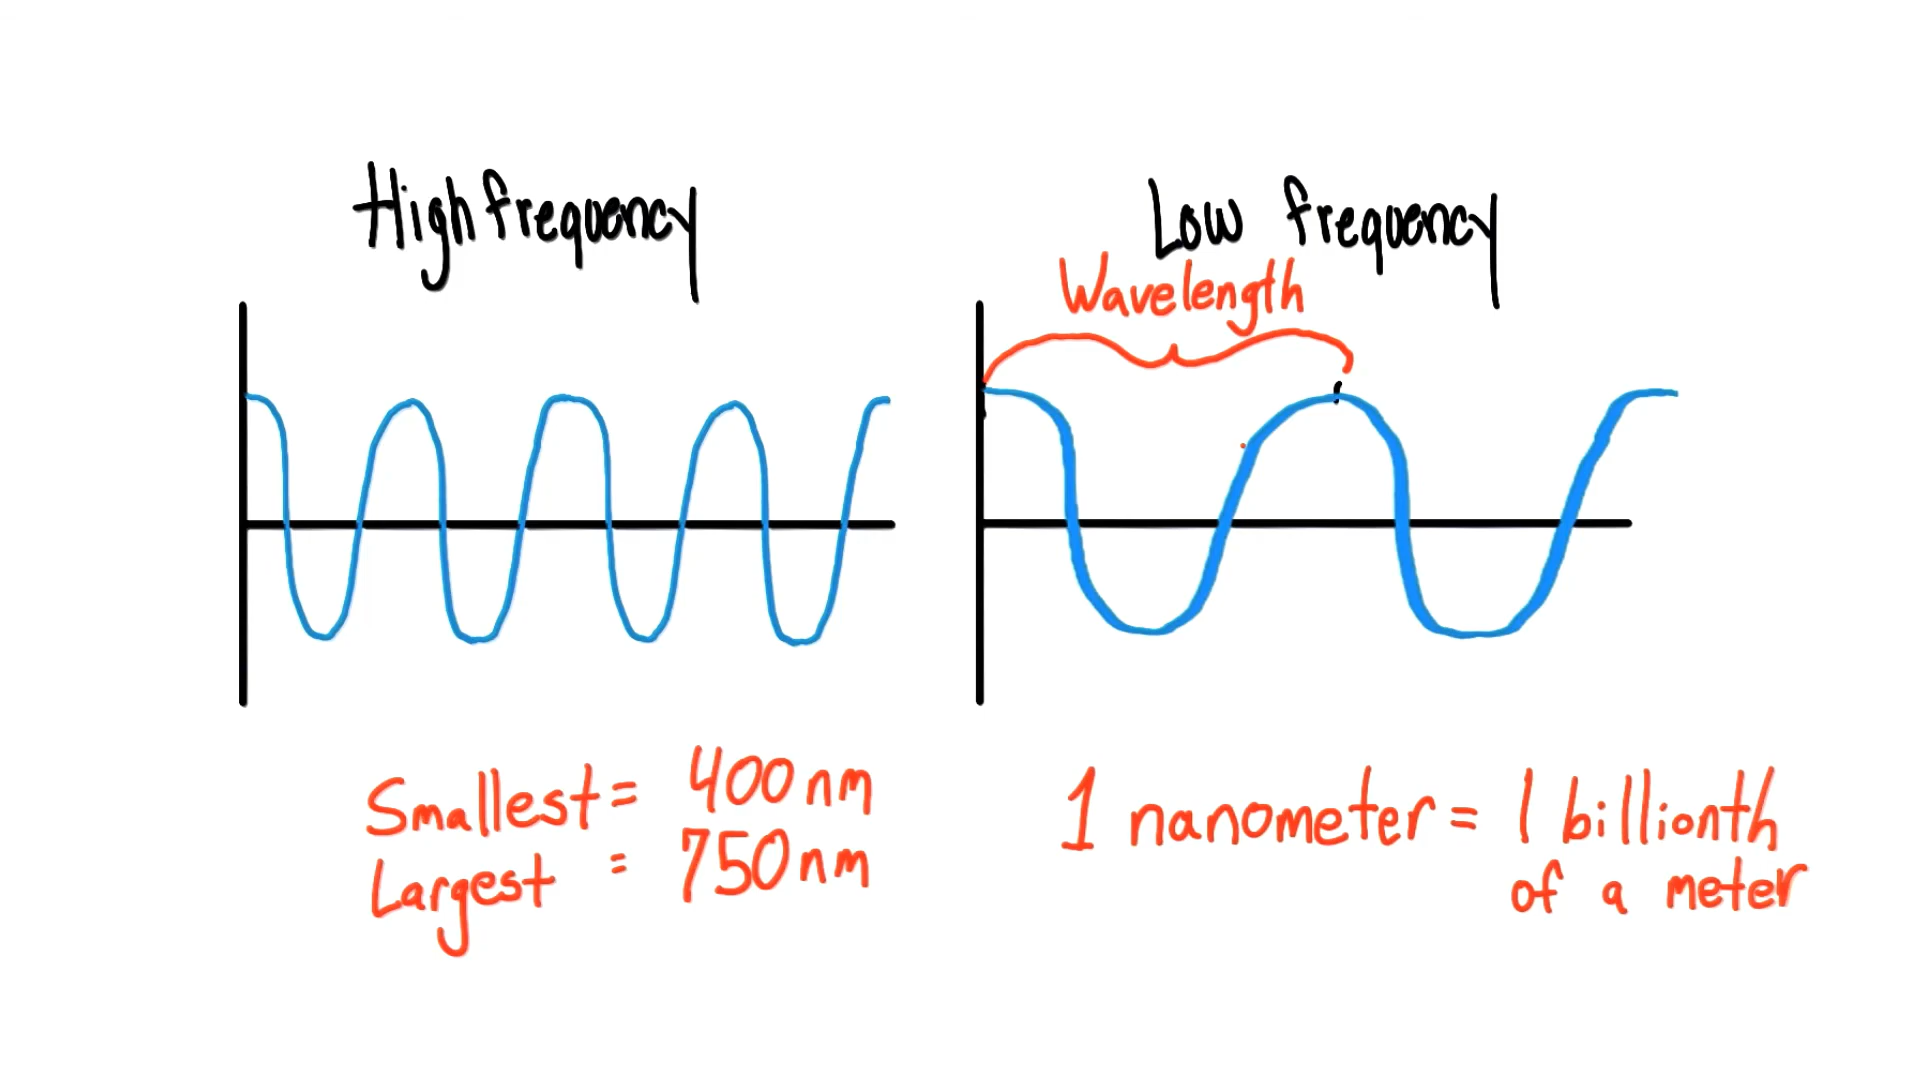 High frequency
Low frequency
Wavelength
Smallest = 400nm
Largest = 750nm
1 nanometer = 1 billionth
of a meter